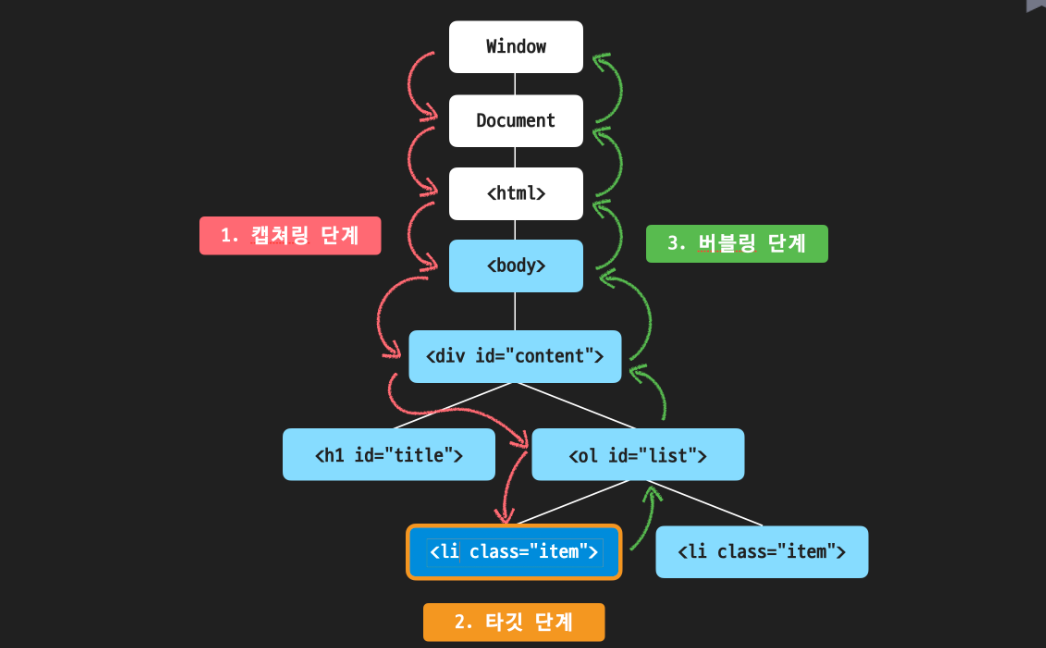 Window
Document
<html>
1. 캡쳐링 단계
3. 버블링 단계
<body>
<div id="content">
<h1 id="title">
<ol id="list">
<li class="item">
<li class="item">
2. 타깃 단계